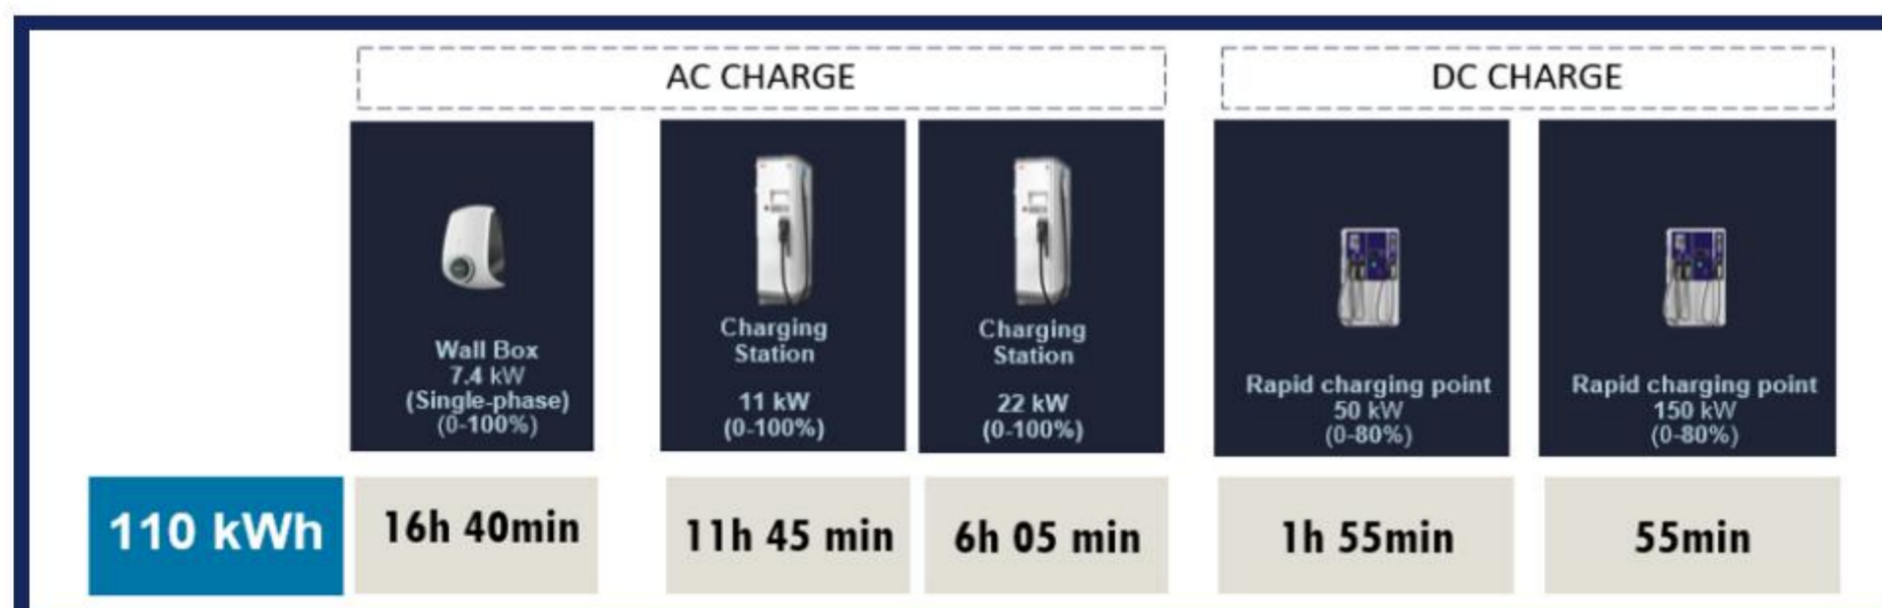 AC CHARGE
DC CHARGE
Wall Box
7.4 kW
(Single-phase)
(0-100%)
Charging
Station
11 kW
(0-100%)
Charging
Station
22 kW
(0-100%)
Rapid charging point
50 kW
(0-80%)
Rapid charging point
150 kW
(0-80%)
110 kWh
16h 40min
11h 45 min
6h 05 min
1h 55min
55min